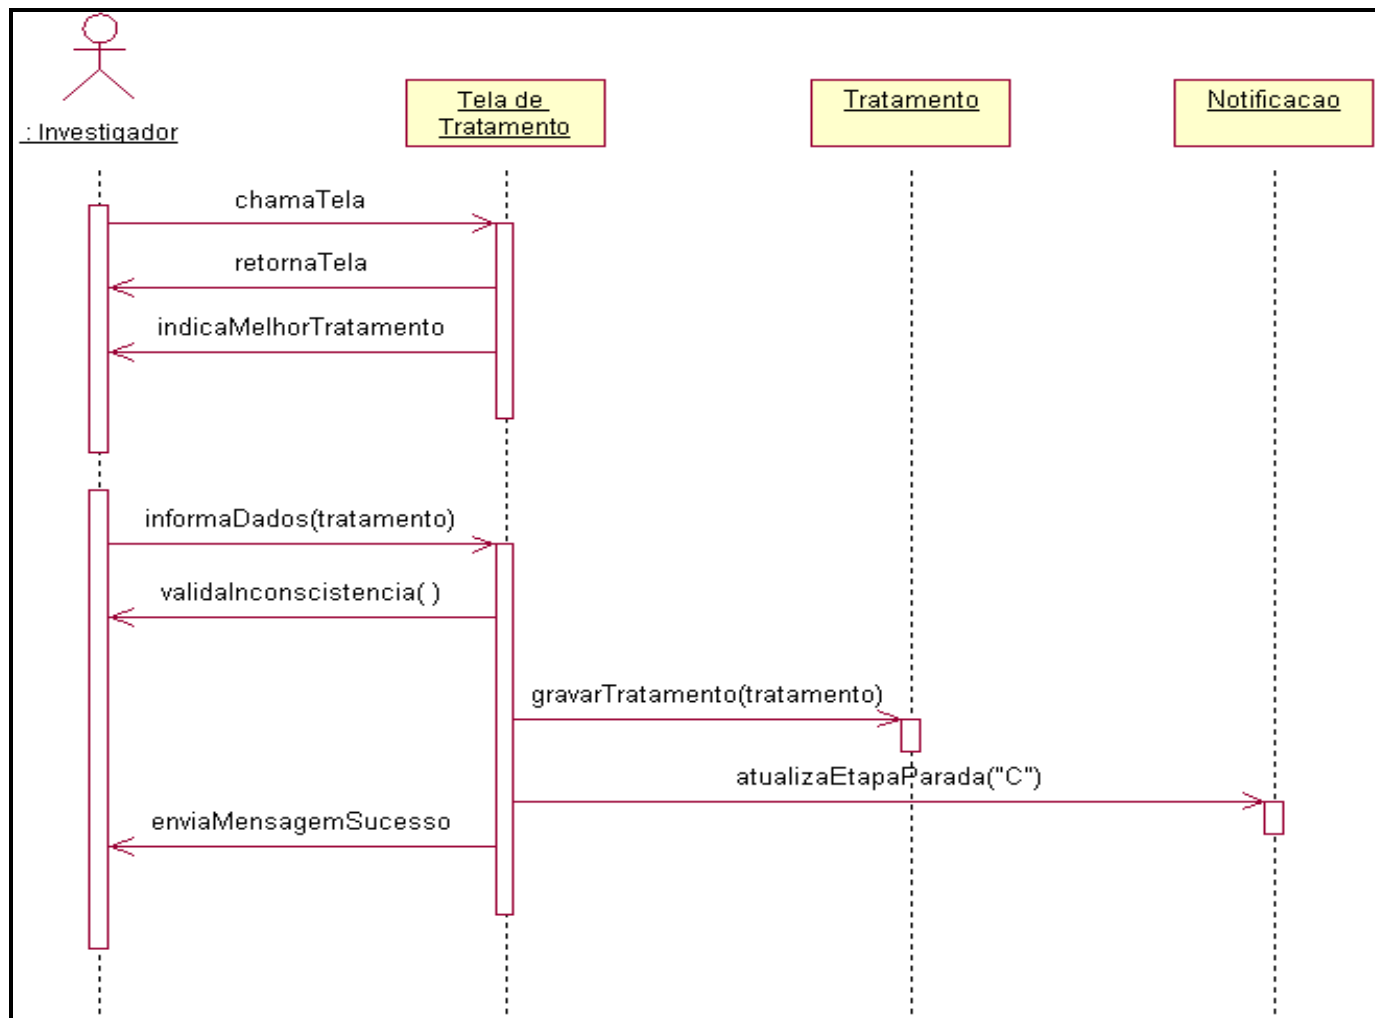 : Investigador
Tela de
Tratamento
Tratamento
Notificacao
chamaTela
retornaTela
indicaMelhorTratamento
informaDados(tratamento)
validaInconscistencia( )
gravarTratamento(tratamento)
atualizaEtapaParada("C")
enviaMensagemSucesso